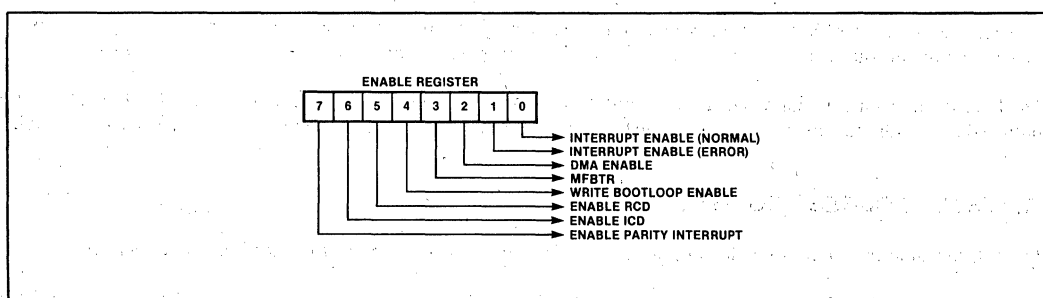 ENABLE REGISTER
7 6 5 4 3 2 1 0
INTERRUPT ENABLE (NORMAL)
INTERRUPT ENABLE (ERROR)
DMA ENABLE
MFBTR
WRITE BOOTLOOP ENABLE
ENABLE RCD
ENABLE ICD
ENABLE PARITY INTERRUPT